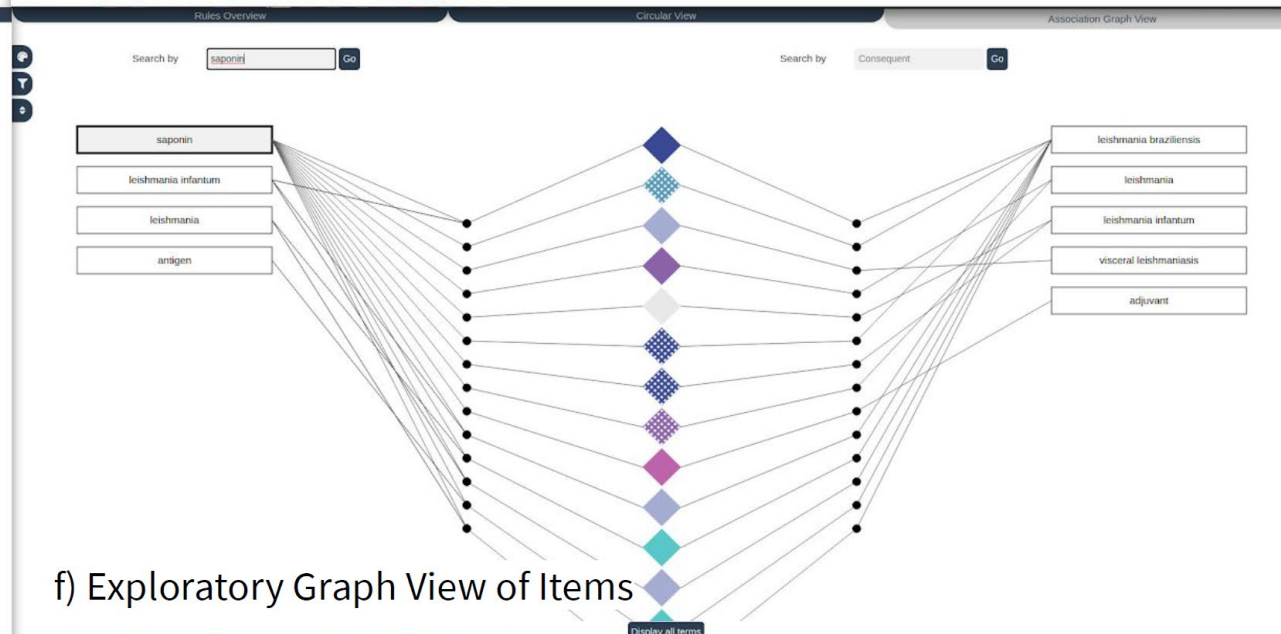 Rules Overview
Circular View
Association Graph View
Search by
saponin
Go
Search by
Consequent
Go
saponin
leishmania infantum
leishmania
antigen
leishmania braziliensis
leishmania
leishmania infantum
visceral leishmaniasis
adjuvant
f) Exploratory Graph View of Items
Display all terms